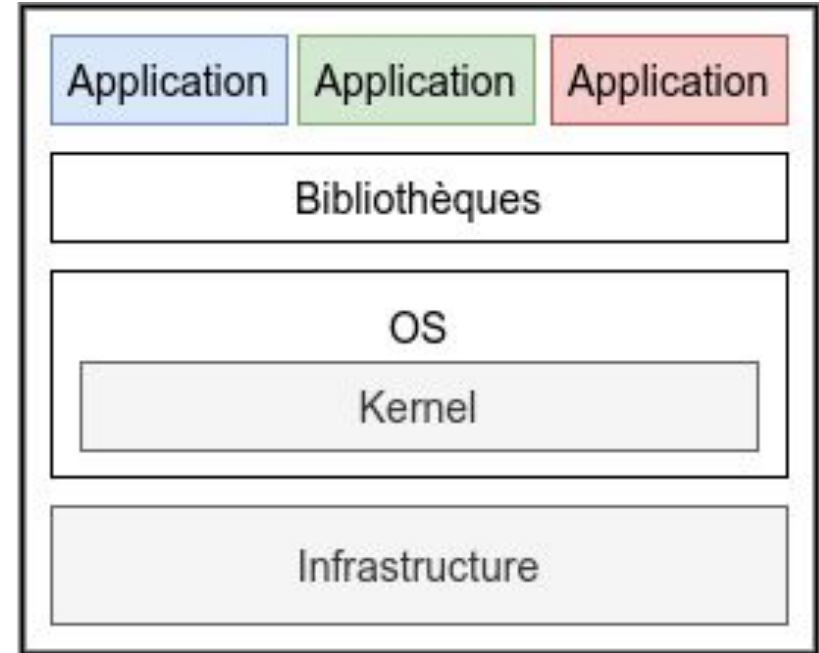 Application Application Application
Bibliothèques
OS
Kernel
Infrastructure